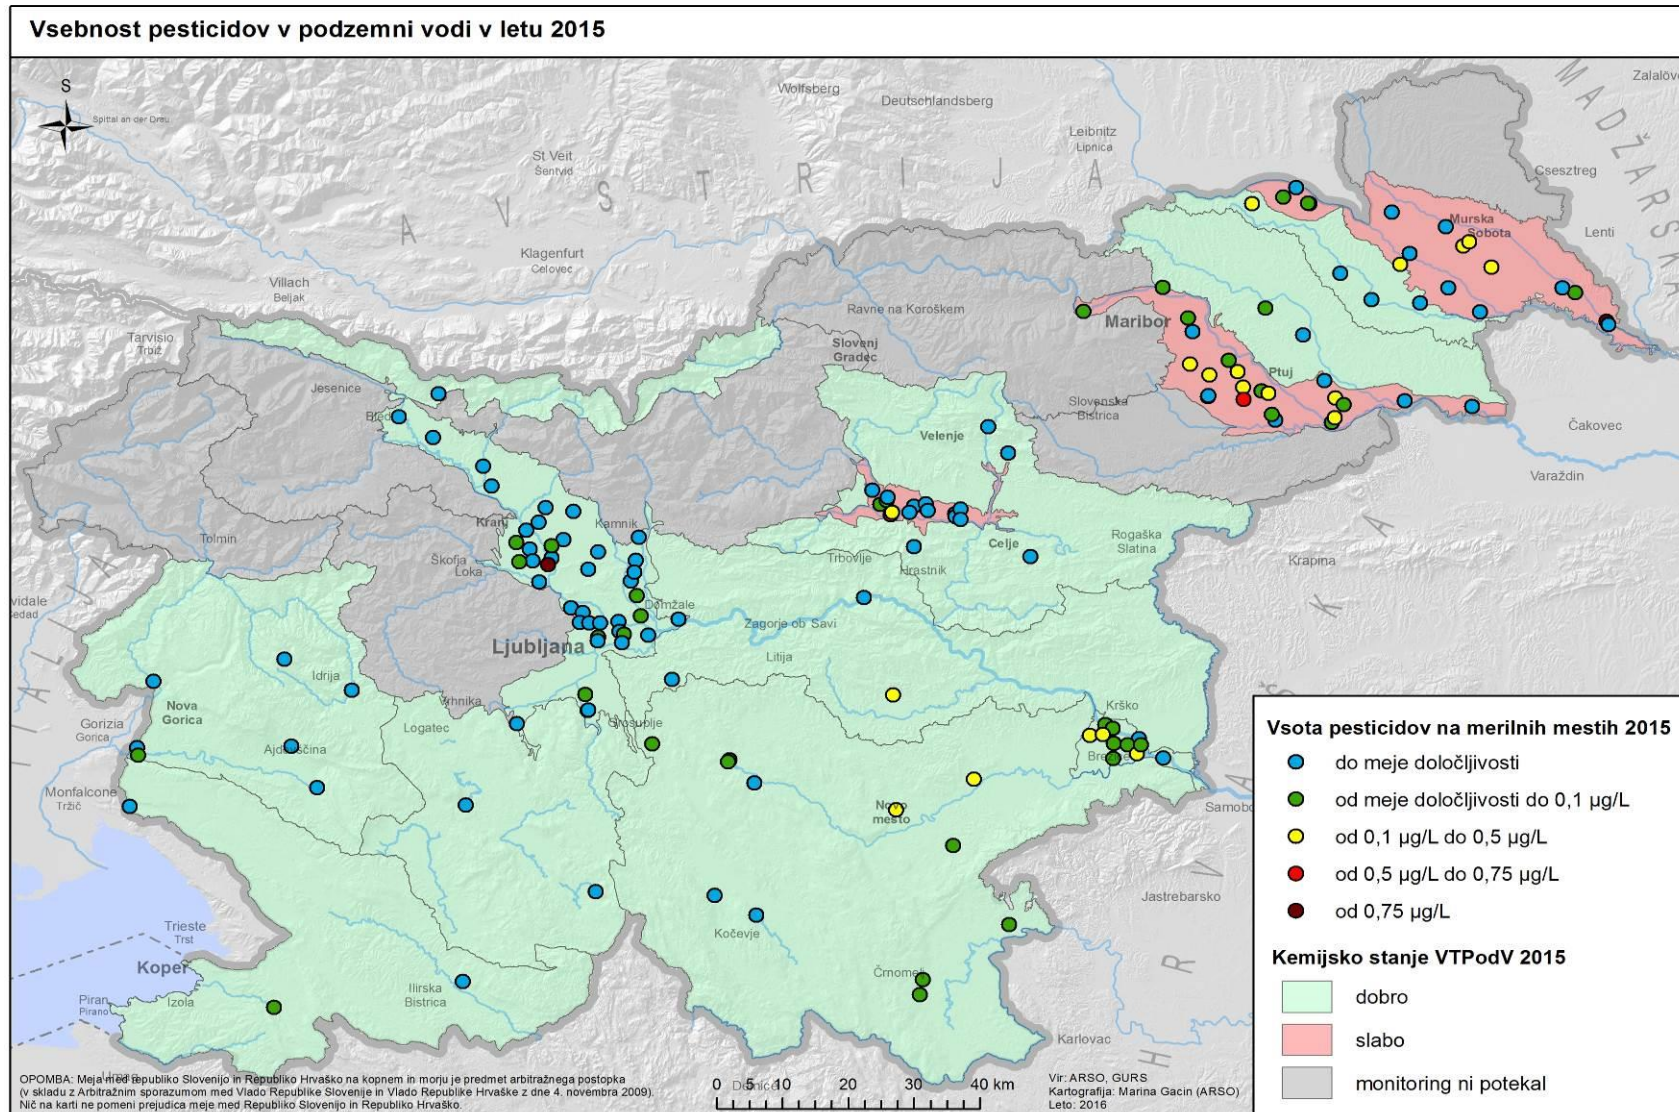 Vsebnost pesticidov v podzemni vodi v letu 2015
S
Spittal an der Drau
Wolfsberg
Deutschlandsberg
Leibnitz
Lipnica
St Veit
Šentvid
AVSTRIJA
MADŽARSKA
Csesztreg
Lenti
Klagenfurt
Celovec
Villach
Beljak
Tarvisio
Trbiž
Jesenice
Bled
Ravne na Koroškem
Slovenj
Gradec
Maribor
Murska
Sobota
Ptuj
Slovenska
Bistrica
Čakovec
Varaždin
Velenje
Kranj
Kamnik
Tolmin
Škofja
Loka
Celje
Rogaška
Slatina
Krapina
Trbovlje
Hrastnik
Domžale
Zagorje ob Savi
Ljubljana
Litija
Idrija
Vrhnika
Nova
Gorica
Gorizia
Gorica
Logatec
Grosuplje
Ajdovščina
Krško
Brežice
Samobor
Monfalcone
Tržič
Novo
mesto
Jastrebarsko
Trieste
Trst
Kočevje
Koper
Črnomelj
Ilirska
Bistrica
Piran
Pirano
Izola
Karlovac
Delnice
Vsota pesticidov na merilnih mestih 2015
do meje določljivosti
od meje določljivosti do 0,1 µg/L
od 0,1 µg/L do 0,5 µg/L
od 0,5 µg/L do 0,75 µg/L
od 0,75 µg/L
Kemijsko stanje VTPodV 2015
dobro
slabo
monitoring ni potekal
OPOMBA: Meja med republiko Slovenijo in Republiko Hrvaško na kopnem in morju je predmet arbitražnega postopka
(v skladu z Arbitražnim sporazumom med Vlado Republike Slovenije in Vlado Republike Hrvaške z dne 4. novembra 2009).
Nič na karti ne pomeni prejudica meje med Republiko Slovenijo in Republiko Hrvaško.
0 5 10 20 30 40 km
Vir: ARSO, GURS
Kartografija: Marina Gacin (ARSO)
Leto: 2016